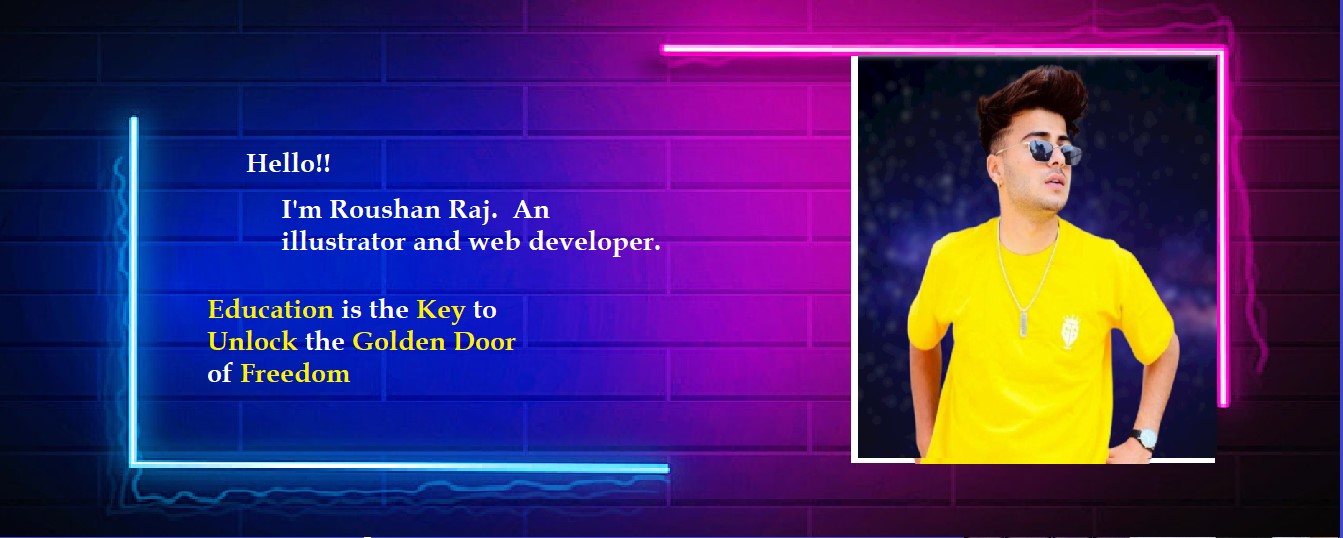 Hello!!
I'm Roushan Raj.  An
illustrator and web developer.
Education is the Key to
Unlock the Golden Door
of Freedom